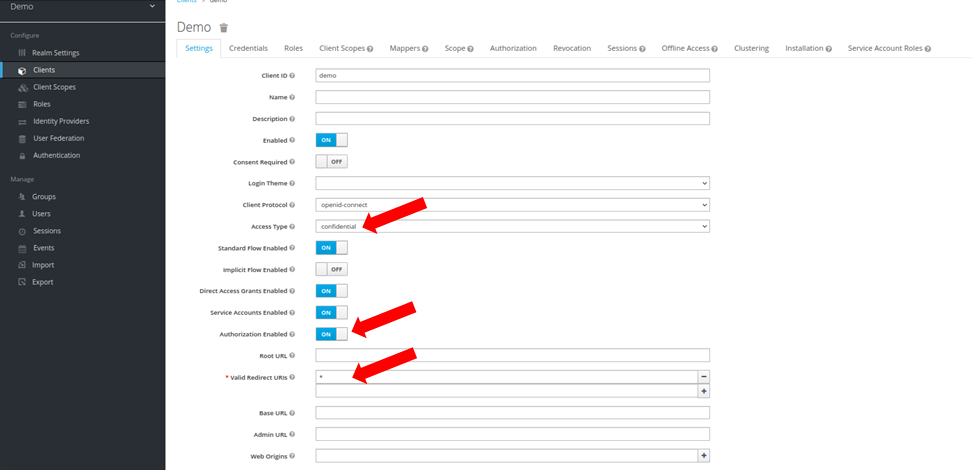 Clients > demo
Demo
Configure
Realm Settings
Clients
Client Scopes
Roles
Identity Providers
User Federation
Authentication
Manage
Groups
Users
Sessions
Events
Import
Export
Demo
Settings Credentials Roles Client Scopes Mappers Scope Authorization Revocation Sessions Offline Access Clustering Installation Service Account Roles
Client ID demo
Name
Description
Enabled ON
Consent Required OFF
Login Theme
Client Protocol openid-connect
Access Type confidential
Standard Flow Enabled ON
Implicit Flow Enabled OFF
Direct Access Grants Enabled ON
Service Accounts Enabled ON
Authorization Enabled ON
Root URL
* Valid Redirect URIs *
Base URL
Admin URL
Web Origins